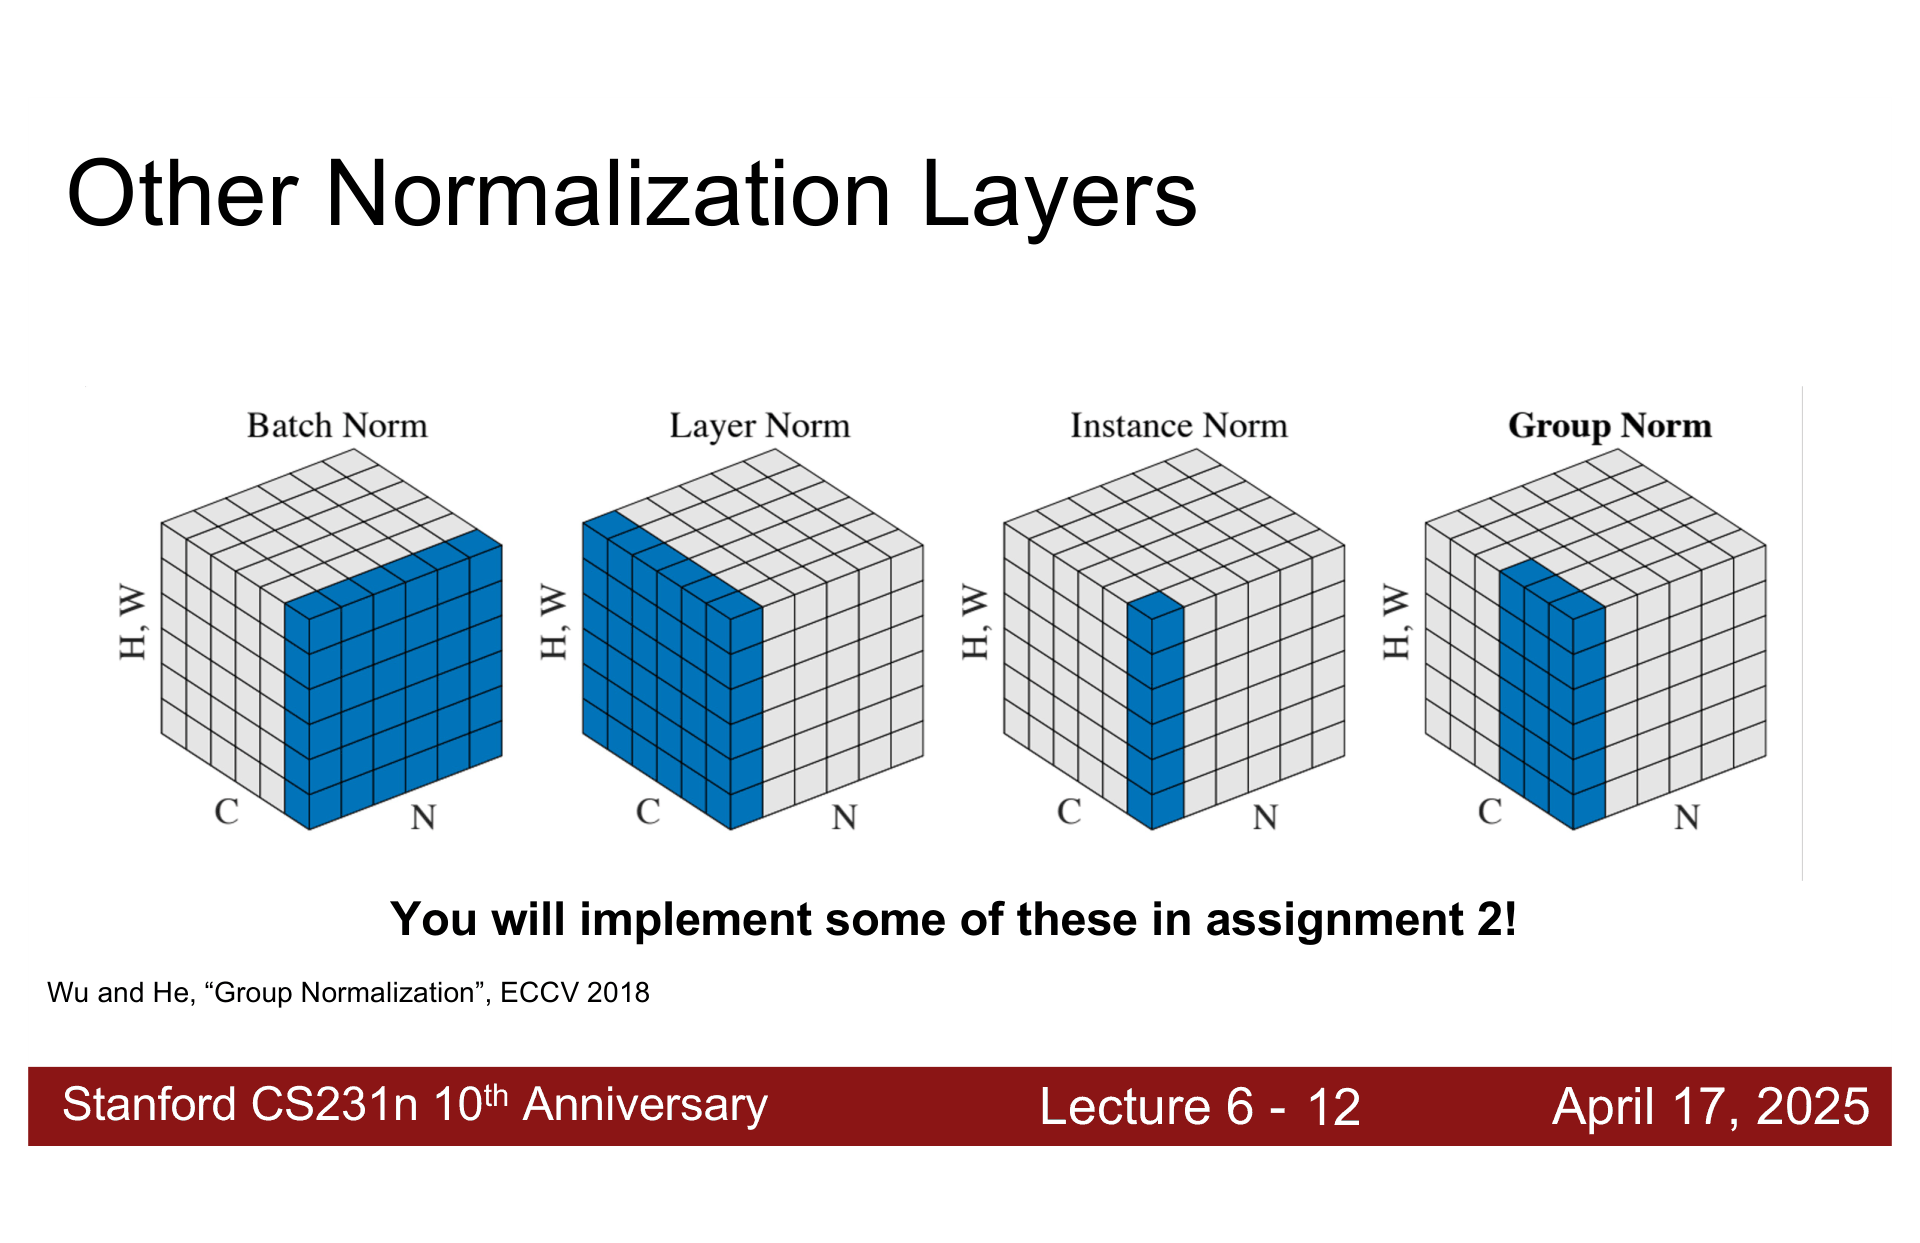 Other Normalization Layers
Batch Norm
Layer Norm
Instance Norm
Group Norm
H, W
C
N
H, W
C
N
H, W
C
N
H, W
C
N
You will implement some of these in assignment 2!
Wu and He, “Group Normalization”, ECCV 2018
Stanford CS231n 10th Anniversary
Lecture 6 - 12
April 17, 2025